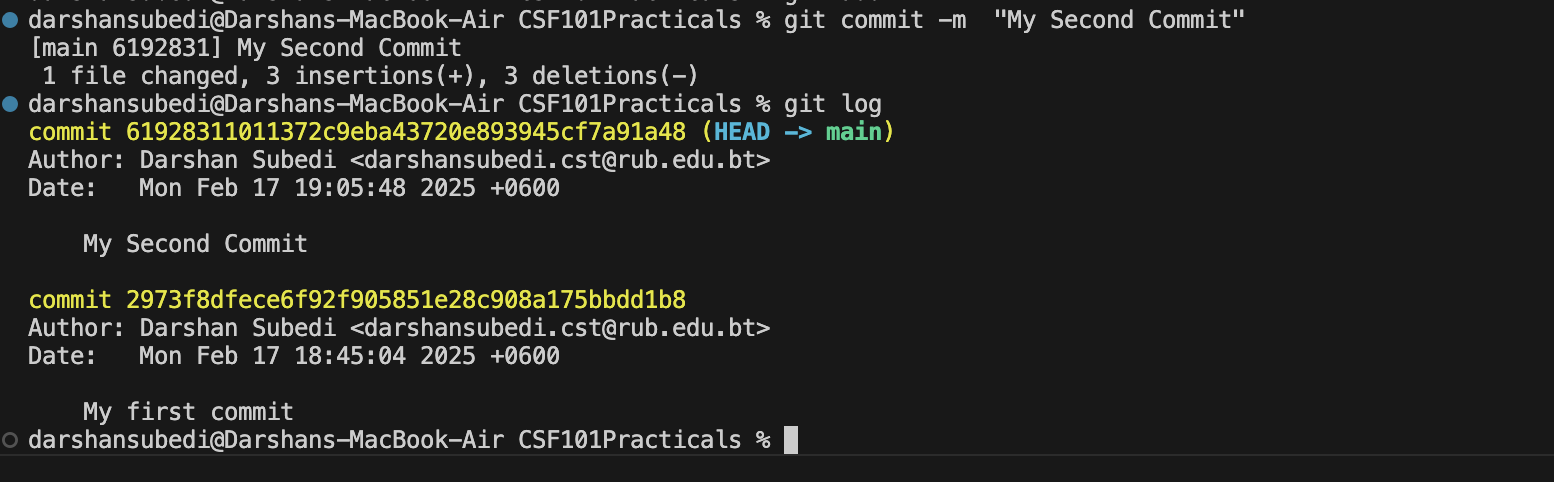 darshansubedi@Darshans-MacBook-Air CSF101Practicals % git commit -m  "My Second Commit"
[main 6192831] My Second Commit
 1 file changed, 3 insertions(+), 3 deletions(-)
darshansubedi@Darshans-MacBook-Air CSF101Practicals % git log
commit 61928311011372c9eba43720e893945cf7a91a48 (HEAD -> main)
Author: Darshan Subedi <darshansubedi.cst@rub.edu.bt>
Date:   Mon Feb 17 19:05:48 2025 +0600
    My Second Commit
commit 2973f8dfece6f92f905851e28c908a175bbdd1b8
Author: Darshan Subedi <darshansubedi.cst@rub.edu.bt>
Date:   Mon Feb 17 18:45:04 2025 +0600
    My first commit
darshansubedi@Darshans-MacBook-Air CSF101Practicals %